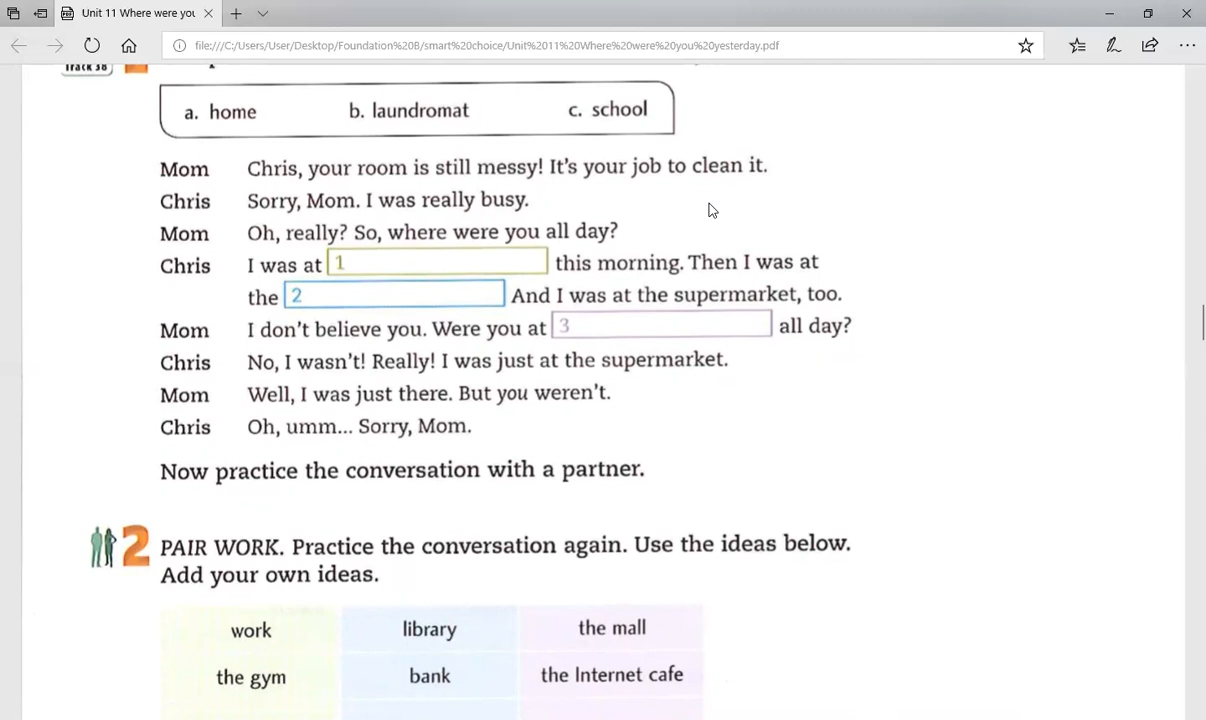 Unit 11 Where were you
file:///C:/Users/User/Desktop/Foundation%20B/smart%20choice/Unit%2011%20Where%20were%20you%20yesterday.pdf
Track 38
a. home b. laundromat c. school
Mom Chris, your room is still messy! It's your job to clean it.
Chris Sorry, Mom. I was really busy.
Mom Oh, really? So, where were you all day?
Chris I was at 1 this morning. Then I was at
the 2 And I was at the supermarket, too.
Mom I don't believe you. Were you at 3 all day?
Chris No, I wasn't! Really! I was just at the supermarket.
Mom Well, I was just there. But you weren't.
Chris Oh, umm... Sorry, Mom.
Now practice the conversation with a partner.
2 PAIR WORK. Practice the conversation again. Use the ideas below.
Add your own ideas.
work library the mall
the gym bank the Internet cafe